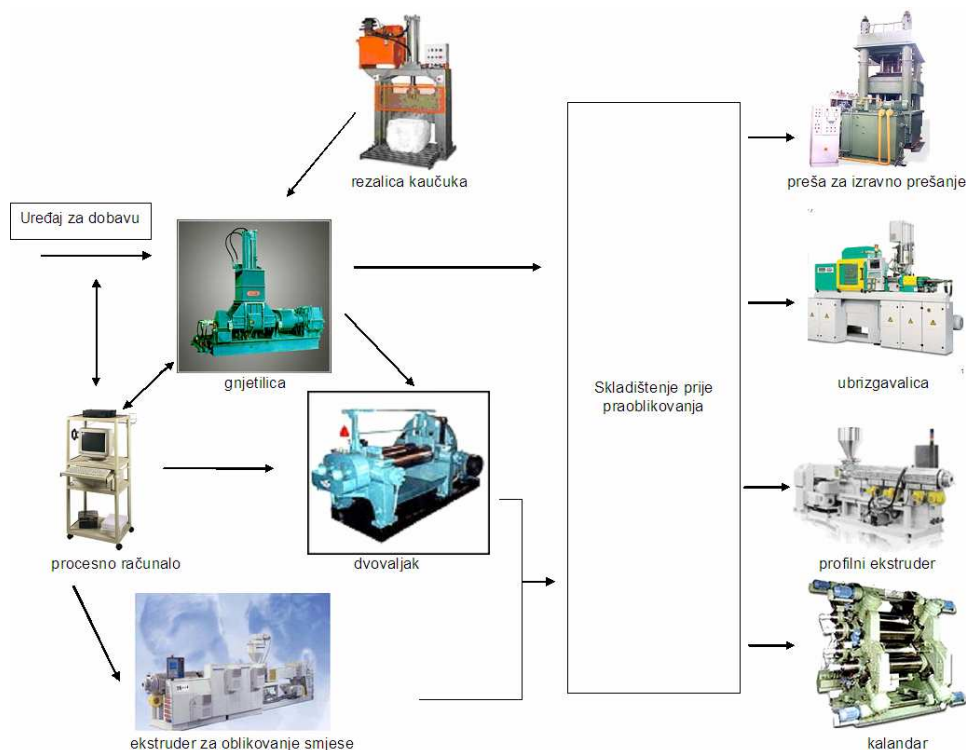 rezalica kaučuka
preša za izravno prešanje
Uređaj za dobavu
gnjetilica
ubrizgavalica
Skladištenje prije
praoblikovanja
procesno računalo
dvovaljak
profilni ekstruder
ekstruder za oblikovanje smjese
kalandar